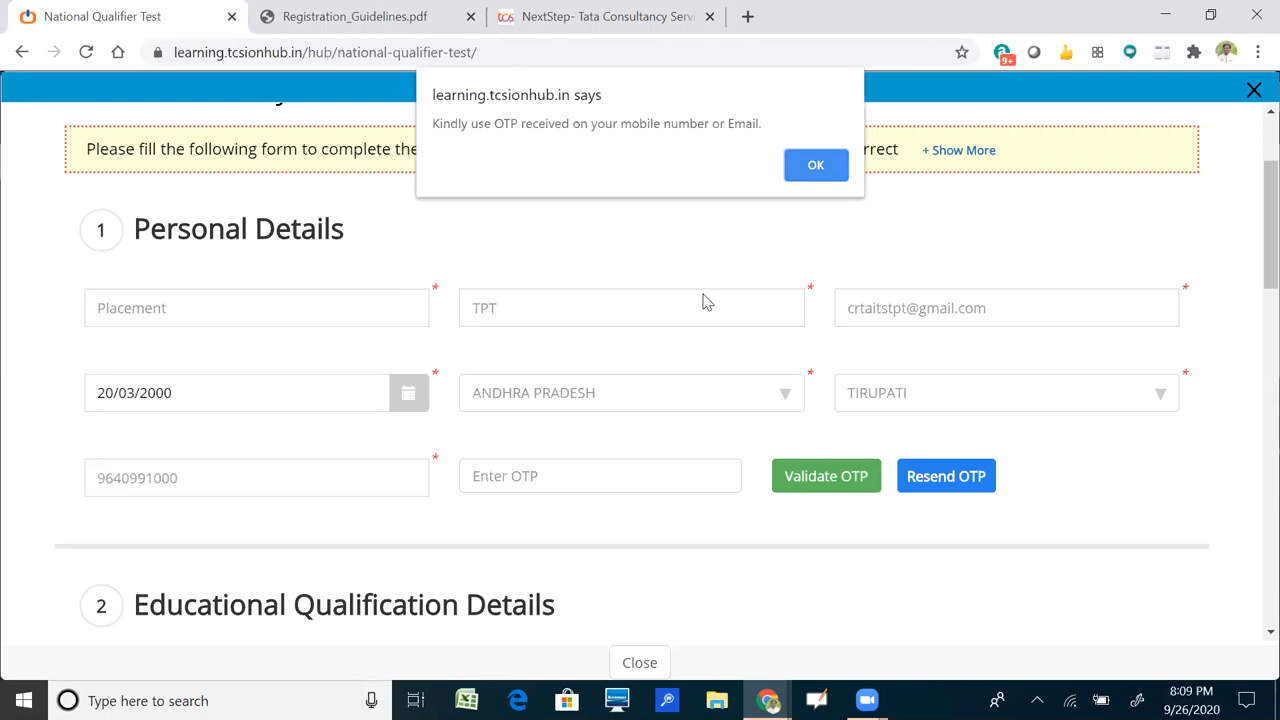 National Qualifier Test
Registration_Guidelines.pdf
tcs NextStep- Tata Consultancy Servi
learning.tcsionhub.in/hub/national-qualifier-test/
9+
learning.tcsionhub.in says
Kindly use OTP received on your mobile number or Email.
OK
Please fill the following form to complete the
rrect
+ Show More
1 Personal Details
Placement *
TPT *
crtaitstpt@gmail.com *
20/03/2000 *
ANDHRA PRADESH *
TIRUPATI *
9640991000 *
Enter OTP
Validate OTP
Resend OTP
2 Educational Qualification Details
Close
Type here to search
8:09 PM
9/26/2020